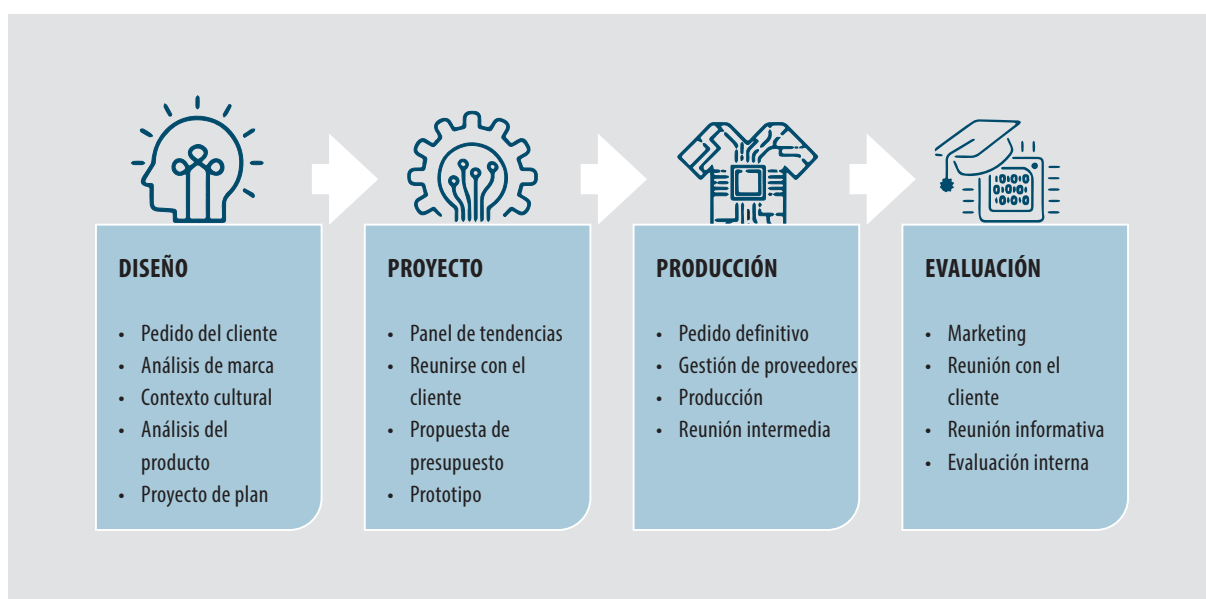 DISEÑO
• Pedido del cliente
• Análisis de marca
• Contexto cultural
• Análisis del
producto
• Proyecto de plan
PROYECTO
• Panel de tendencias
• Reunirse con el
cliente
• Propuesta de
presupuesto
• Prototipo
PRODUCCIÓN
• Pedido definitivo
• Gestión de proveedores
• Producción
• Reunión intermedia
EVALUACIÓN
• Marketing
• Reunión con el
cliente
• Reunión informativa
• Evaluación interna